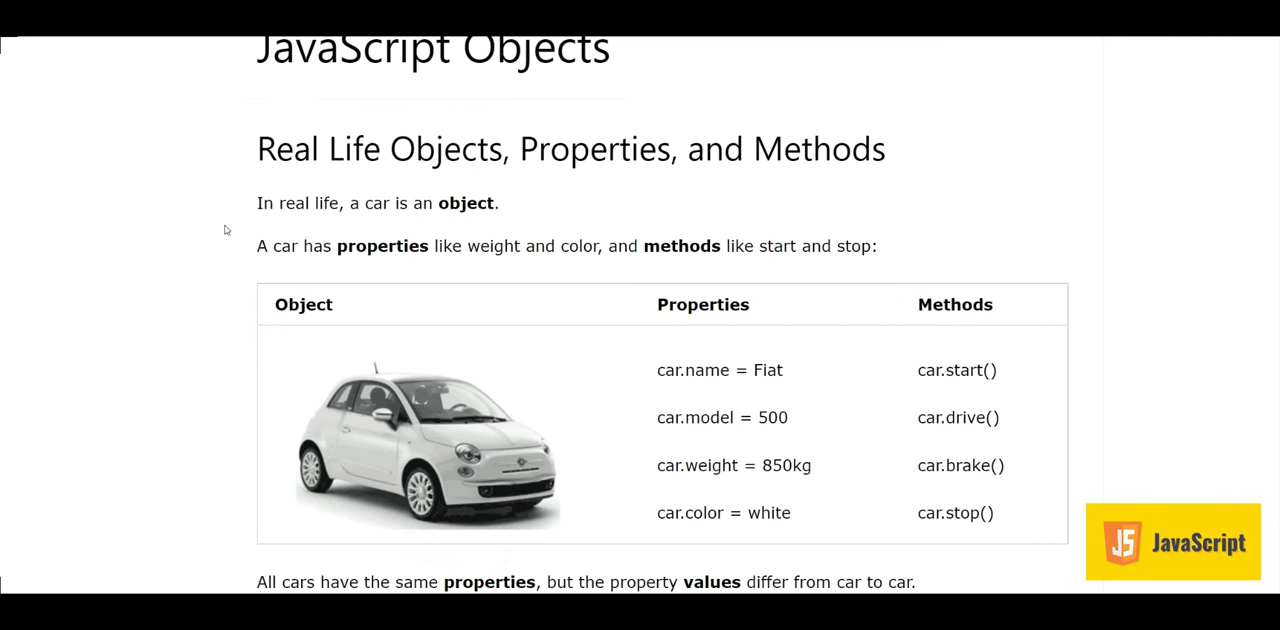 JavaScript Objects
Real Life Objects, Properties, and Methods
In real life, a car is an object.
A car has properties like weight and color, and methods like start and stop:
Object Properties Methods
car.name = Fiat car.start()
car.model = 500 car.drive()
car.weight = 850kg car.brake()
car.color = white car.stop()
JS JavaScript
All cars have the same properties, but the property values differ from car to car.